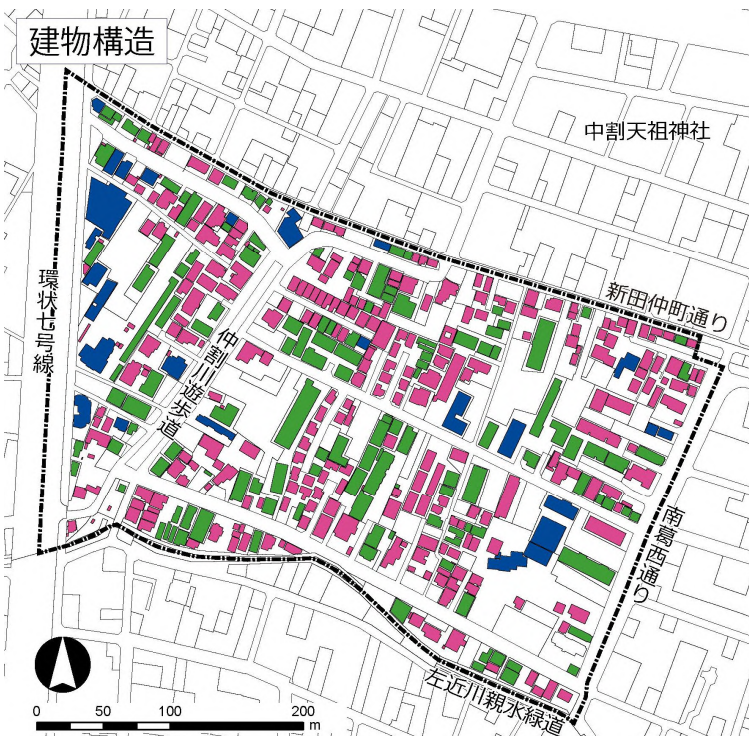 建物構造
中割天祖神社
新田仲町通り
環状七号線
仲割川遊歩道
南葛西通り
左近川親水緑道
0 50 100 200
m